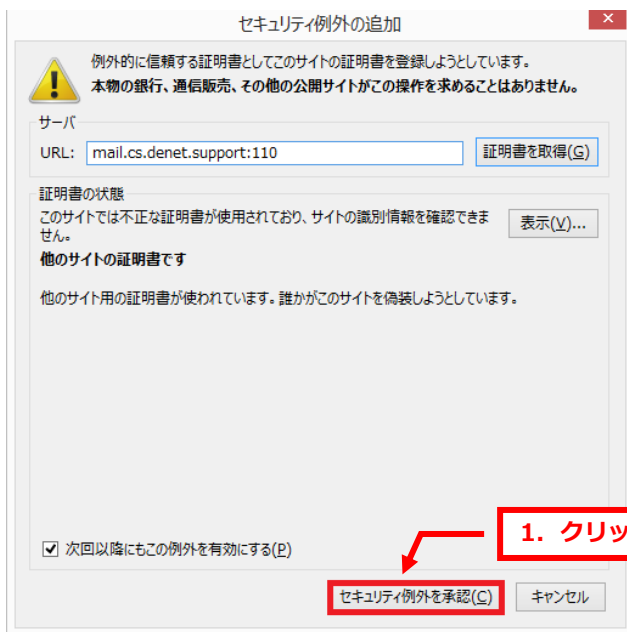 セキュリティ例外の追加
例外的に信頼する証明書としてこのサイトの証明書を登録しようとしています。
本物の銀行、通信販売、その他の公開サイトがこの操作を求めることはありません。
サーバ
URL: mail.cs.denet.support:110 証明書を取得(G)
証明書の状態
このサイトでは不正な証明書が使用されており、サイトの識別情報を確認できま
せん。
表示(V)...
他のサイトの証明書です
他のサイト用の証明書が使われています。誰かがこのサイトを偽装しようとしています。
1. クリッ
次回以降にもこの例外を有効にする(P)
セキュリティ例外を承認(C) キャンセル